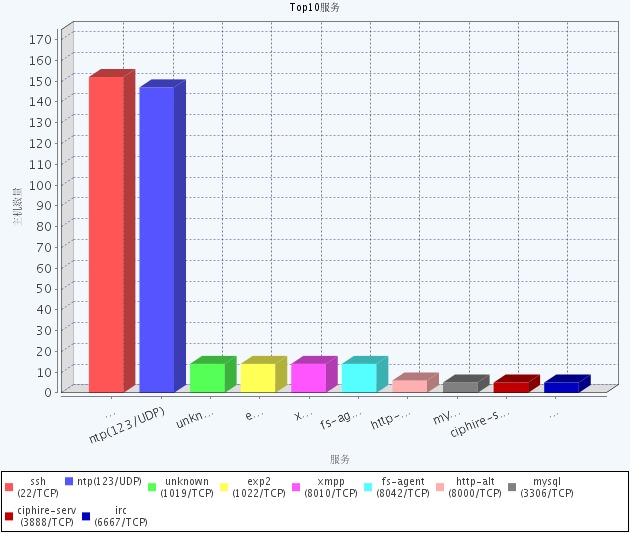 Top10服务
170
160
150
140
130
120
110
100
90
80
70
60
50
40
30
20
10
0
主机数量
...
ntp(123/UDP)
unkn...
e...
x...
fs-ag...
http-...
my...
ciphire-s...
...
服务
ssh
(22/TCP)
ntp(123/UDP)
unknown
(1019/TCP)
exp2
(1022/TCP)
xmpp
(8010/TCP)
fs-agent
(8042/TCP)
http-alt
(8000/TCP)
mysql
(3306/TCP)
ciphire-serv
(3888/TCP)
irc
(6667/TCP)